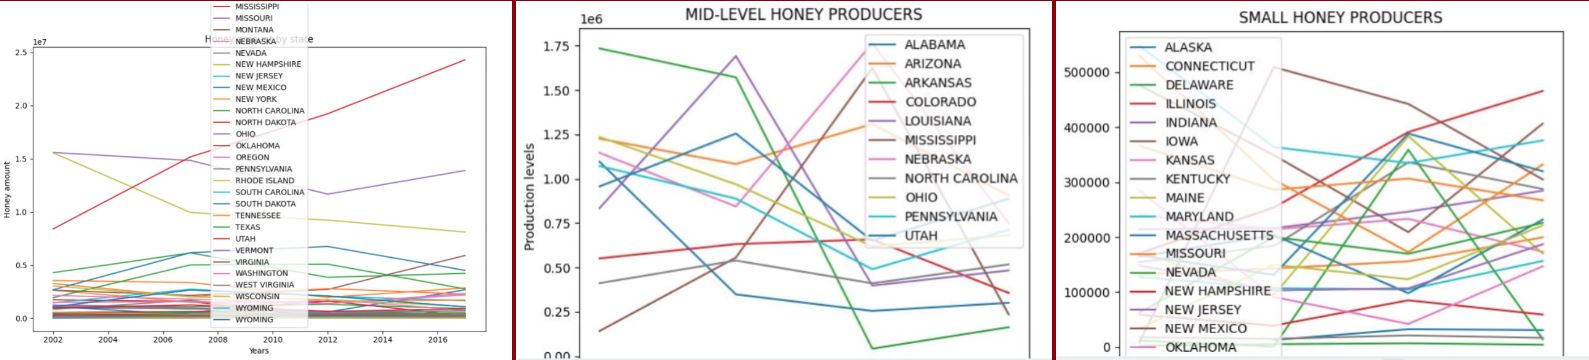 MISSISSIPPI
MISSOURI
MONTANA
NEBRASKA
NEVADA
NEW HAMPSHIRE
NEW JERSEY
NEW MEXICO
NEW YORK
NORTH CAROLINA
NORTH DAKOTA
OHIO
OKLAHOMA
OREGON
PENNSYLVANIA
RHODE ISLAND
SOUTH CAROLINA
SOUTH DAKOTA
TENNESSEE
TEXAS
UTAH
VERMONT
VIRGINIA
WASHINGTON
WEST VIRGINIA
WISCONSIN
WYOMING
WYOMING
1e7
2.5
2.0
1.5
1.0
0.5
0.0
Honey amount
2002 2004 2006 2008 2010 2012 2014 2016
Years
MID-LEVEL HONEY PRODUCERS
1e6
1.75
1.50
1.25
1.00
0.75
0.50
0.25
0.00
Production levels
ALABAMA
ARIZONA
ARKANSAS
COLORADO
LOUISIANA
MISSISSIPPI
NEBRASKA
NORTH CAROLINA
OHIO
PENNSYLVANIA
UTAH
SMALL HONEY PRODUCERS
500000
400000
300000
200000
100000
0
ALASKA
CONNECTICUT
DELAWARE
ILLINOIS
INDIANA
IOWA
KANSAS
KENTUCKY
MAINE
MARYLAND
MASSACHUSETTS
MISSOURI
NEVADA
NEW HAMPSHIRE
NEW JERSEY
NEW MEXICO
OKLAHOMA